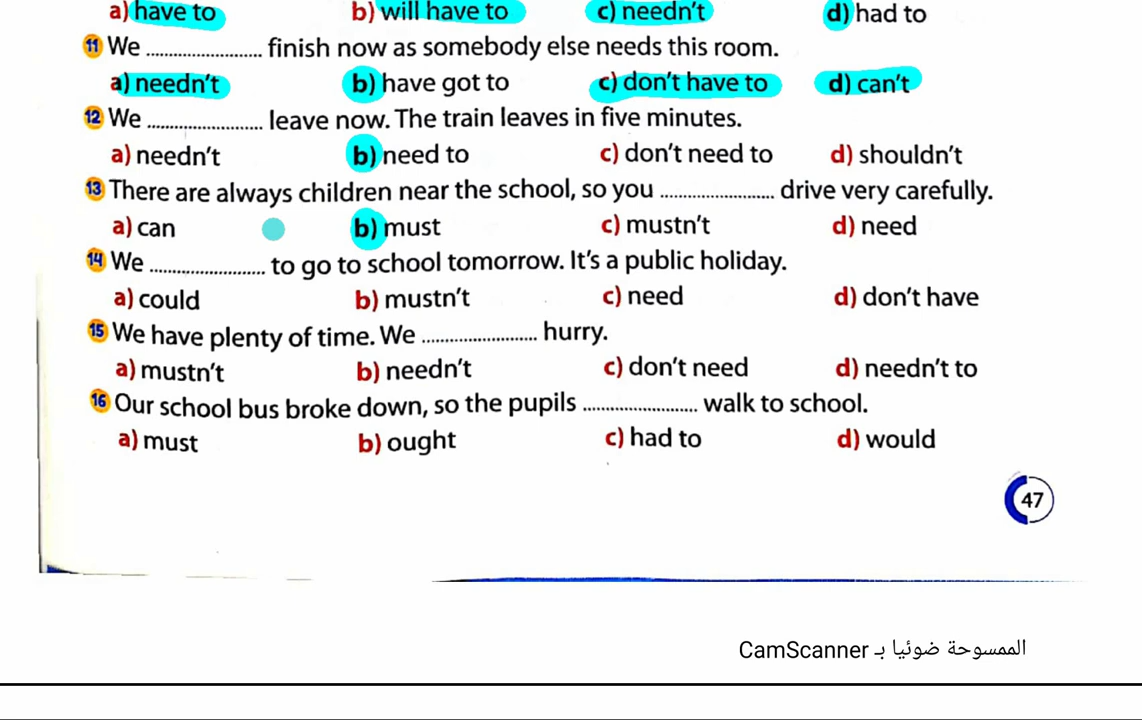 a) have to b) will have to c) needn't d) had to
11 We ........................ finish now as somebody else needs this room.
a) needn't b) have got to c) don't have to d) can't
12 We ........................ leave now. The train leaves in five minutes.
a) needn't b) need to c) don't need to d) shouldn't
13 There are always children near the school, so you ........................ drive very carefully.
a) can b) must c) mustn't d) need
14 We ........................ to go to school tomorrow. It's a public holiday.
a) could b) mustn't c) need d) don't have
15 We have plenty of time. We ........................ hurry.
a) mustn't b) needn't c) don't need d) needn't to
16 Our school bus broke down, so the pupils ........................ walk to school.
a) must b) ought c) had to d) would
47
الممسوحة ضوئيا بـ CamScanner